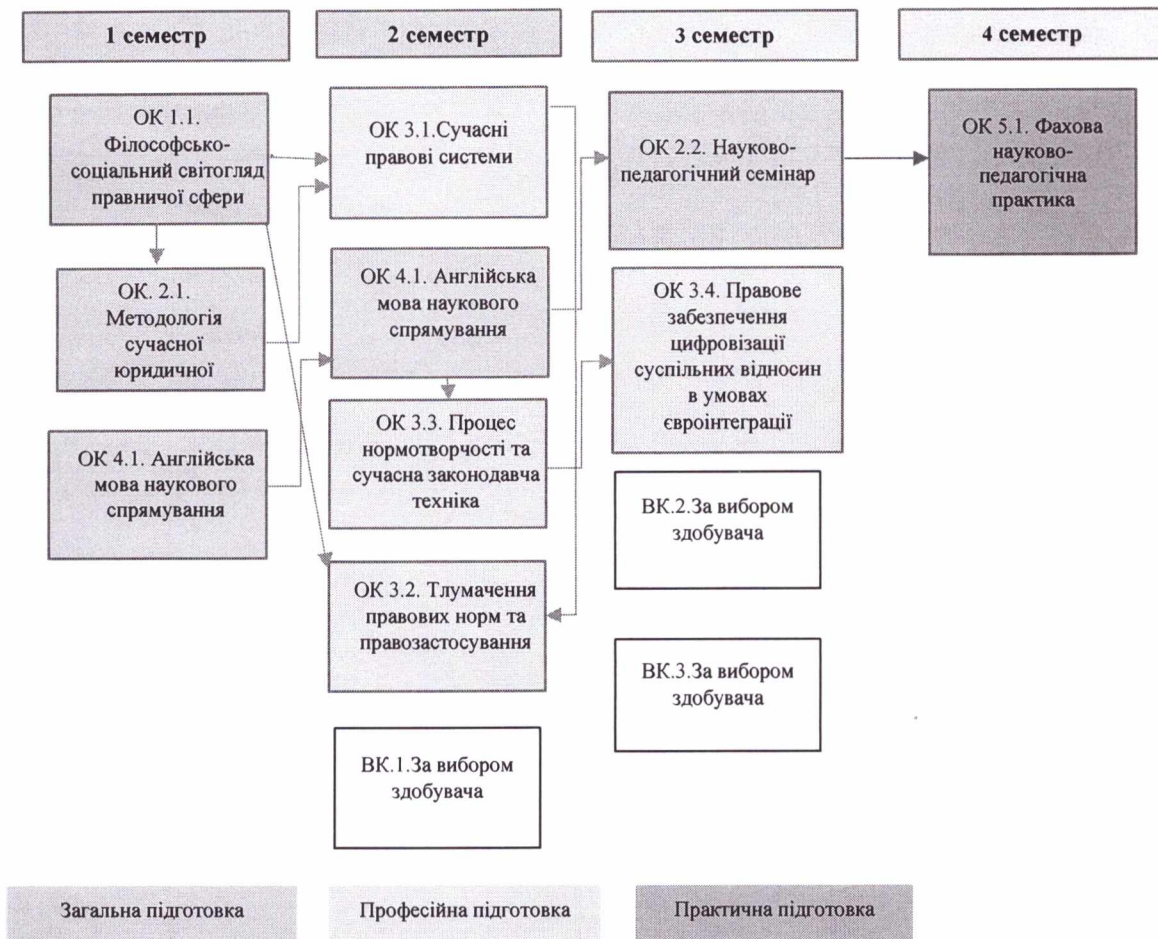 1 семестр
2 семестр
3 семестр
4 семестр
ОК 1.1.
Філософсько-
соціальний світогляд
правничої сфери
ОК. 2.1.
Методологія
сучасної
юридичної
ОК 4.1. Англійська
мова наукового
спрямування
ОК 3.1.Сучасні
правові системи
ОК 4.1. Англійська
мова наукового
спрямування
ОК 3.3. Процес
нормотворчості та
сучасна законодавча
техніка
ОК 3.2. Тлумачення
правових норм та
правозастосування
ВК.1.За вибором
здобувача
ОК 2.2. Науково-
педагогічний семінар
ОК 3.4. Правове
забезпечення
цифровізації
суспільних відносин
в умовах
євроінтеграції
ВК.2.За вибором
здобувача
ВК.3.За вибором
здобувача
ОК 5.1. Фахова
науково-
педагогічна
практика
Загальна підготовка
Професійна підготовка
Практична підготовка